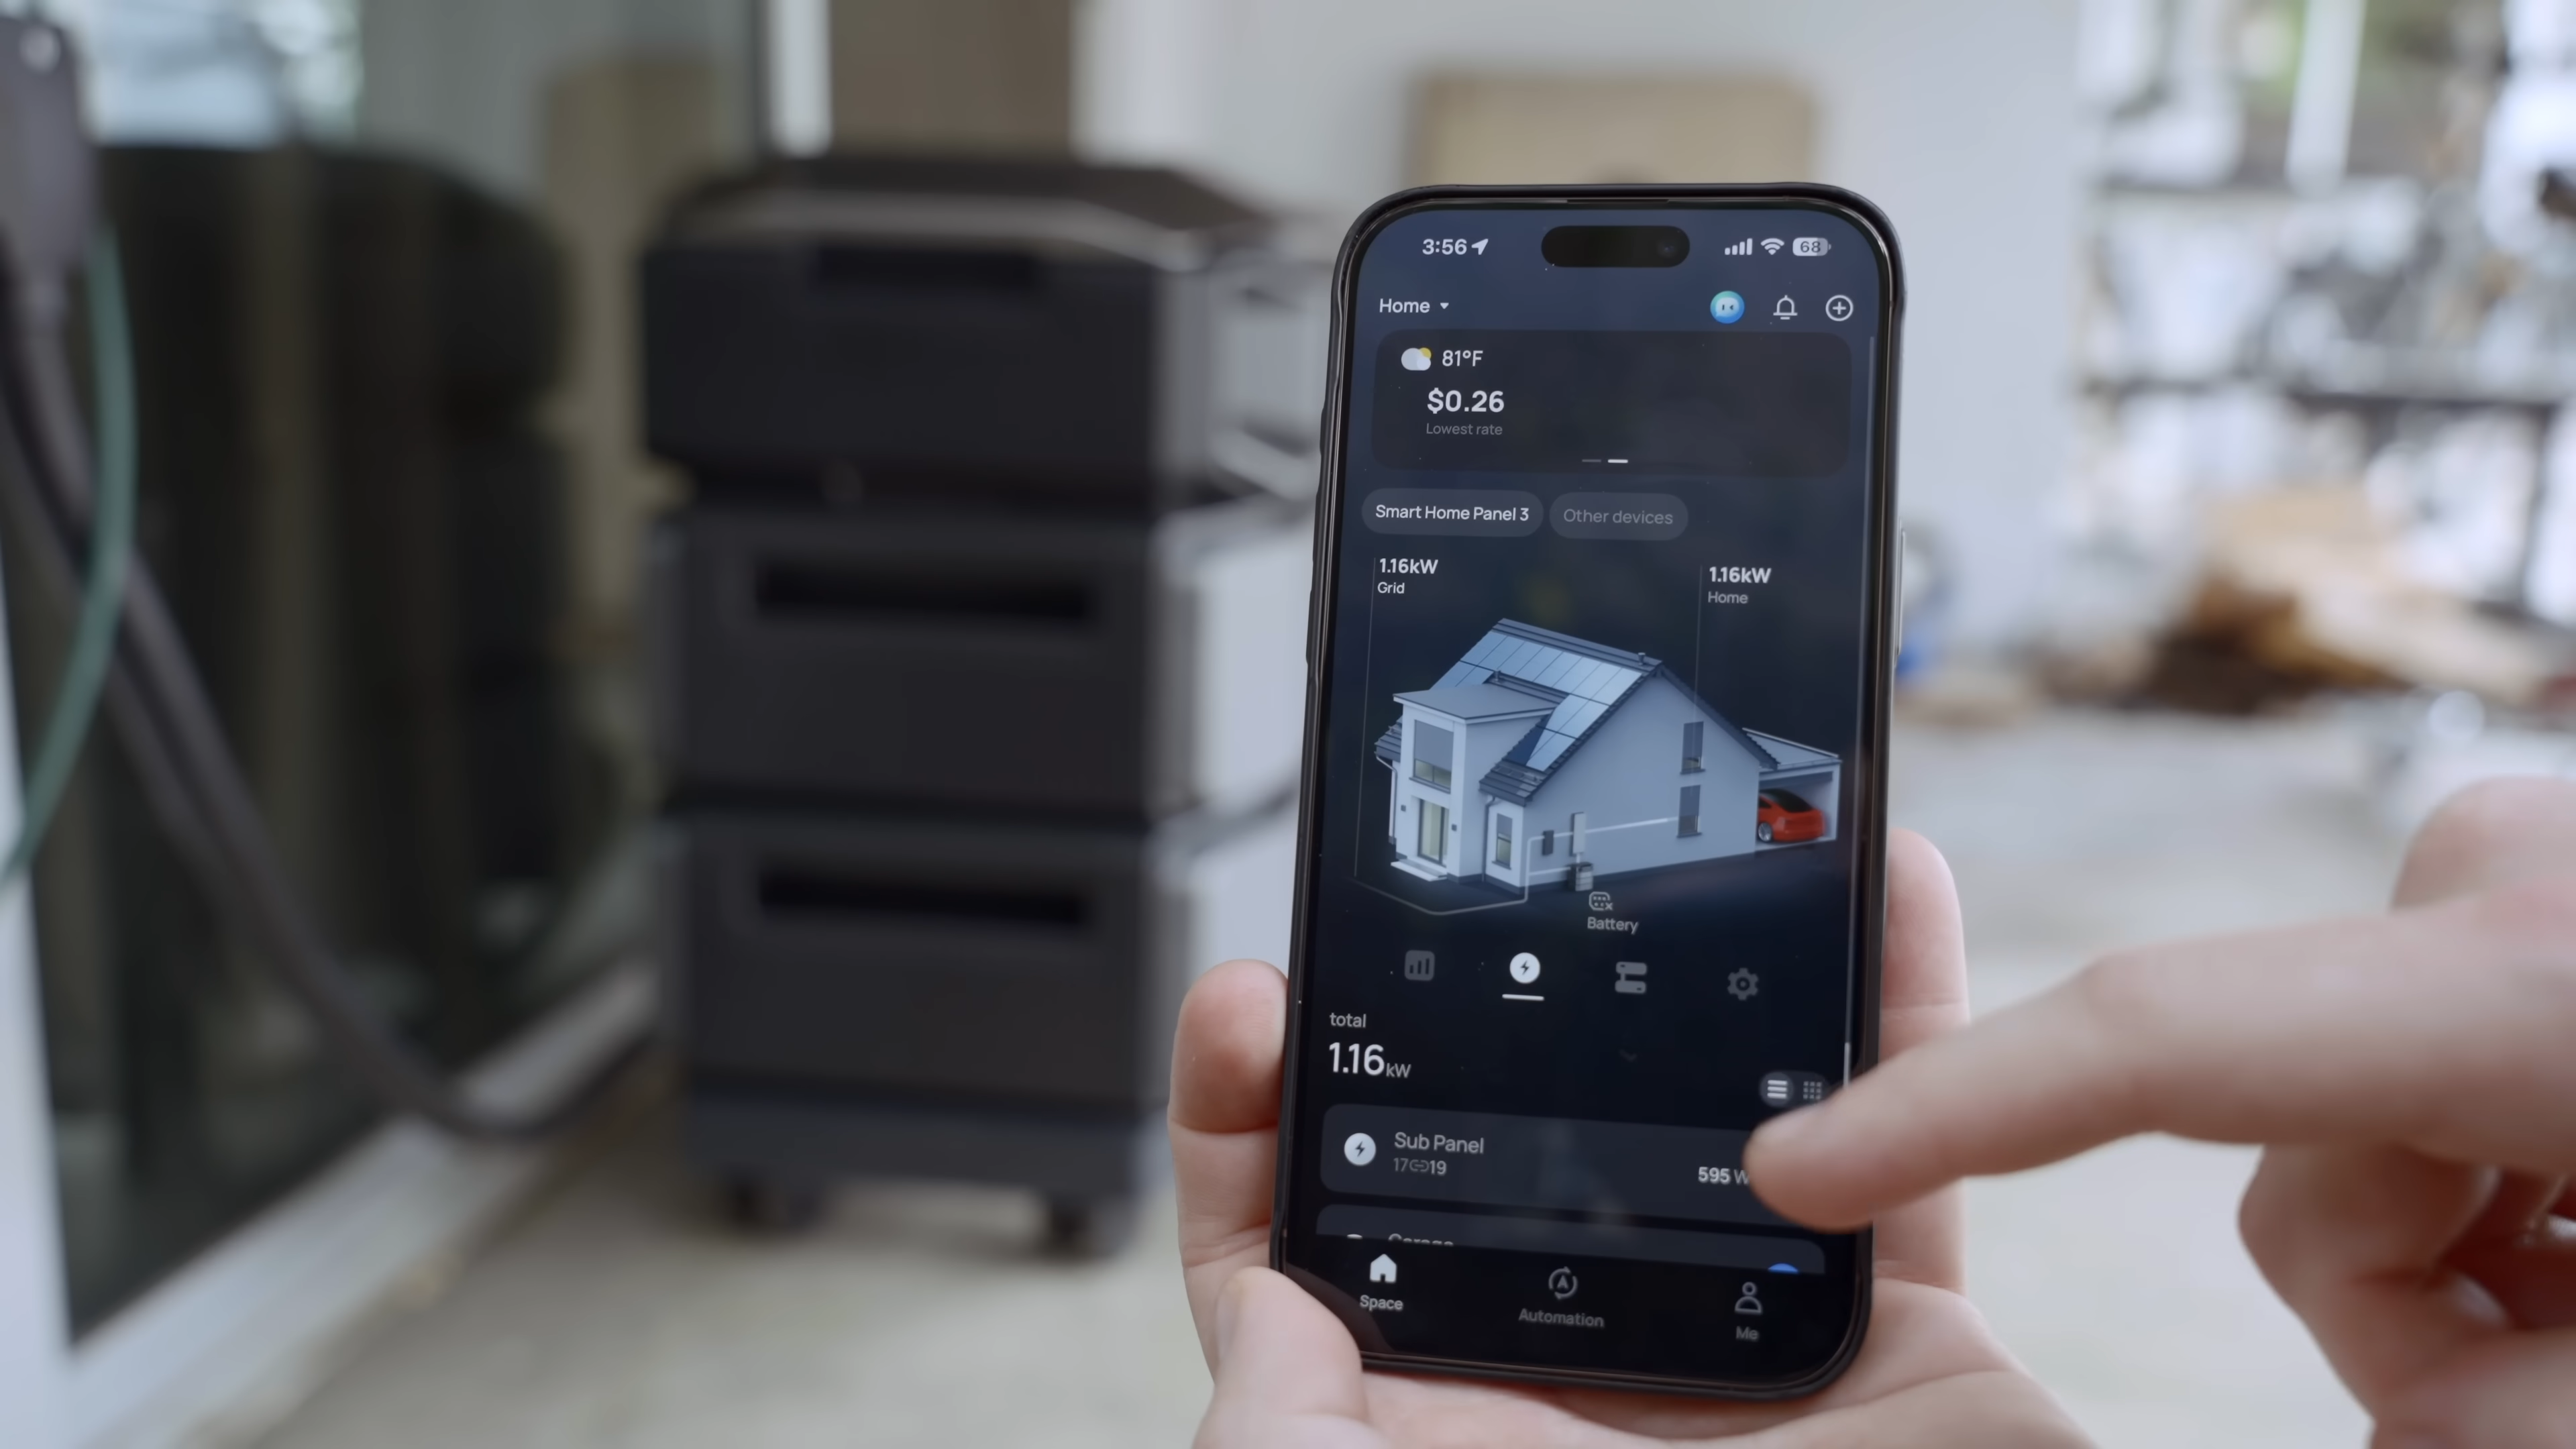 3:56
68
Home
81°F
$0.26
Lowest rate
Smart Home Panel 3
Other devices
1.16kW
Grid
1.16kW
Home
Battery
total
1.16kW
Sub Panel
17 19
595 W
Garage
Space
Automation
Me